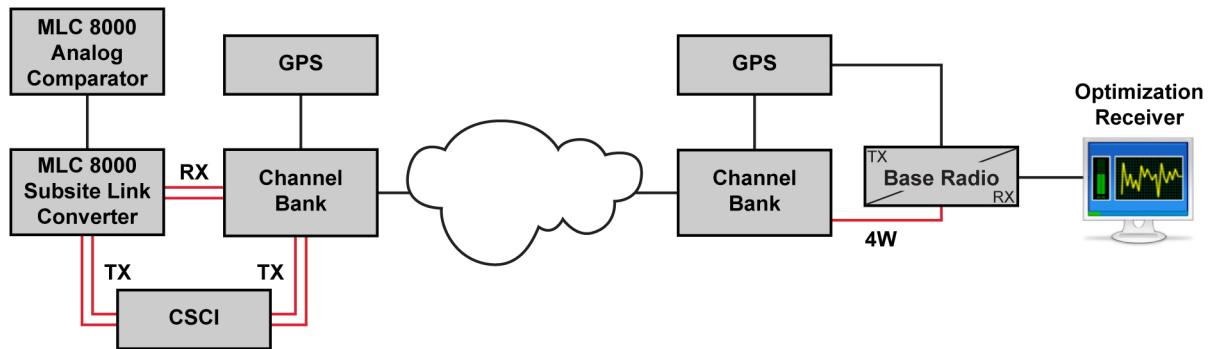 MLC 8000
Analog
Comparator
GPS
GPS
Optimization
Receiver
MLC 8000
Subsite Link
Converter
RX
Channel
Bank
Channel
Bank
TX
Base Radio
RX
4W
TX
TX
CSCI